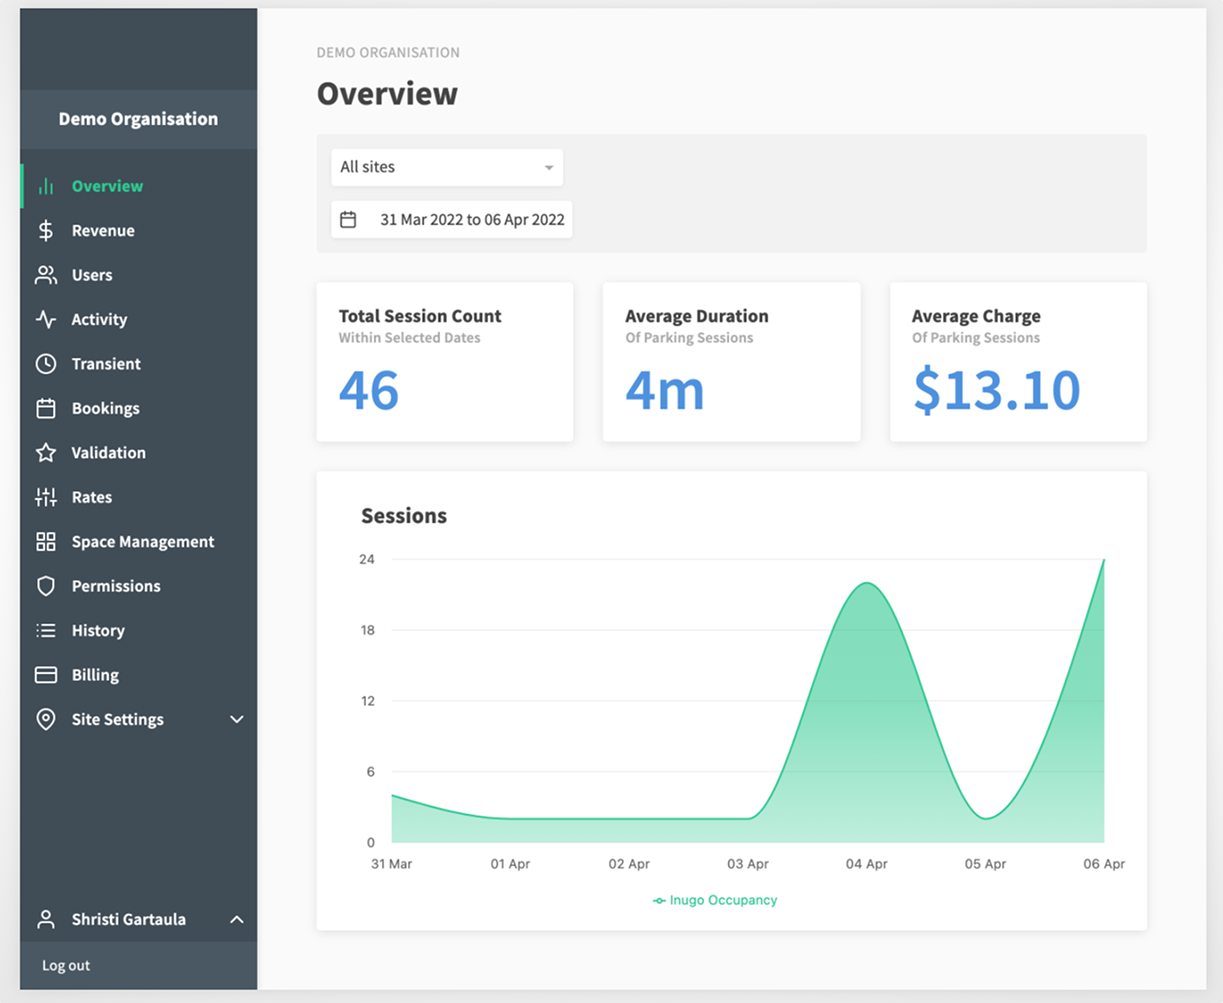 Demo Organisation
Overview
Revenue
Users
Activity
Transient
Bookings
Validation
Rates
Space Management
Permissions
History
Billing
Site Settings
Shristi Gartaula
Log out
DEMO ORGANISATION
Overview
All sites
31 Mar 2022 to 06 Apr 2022
Total Session Count
Within Selected Dates
46
Average Duration
Of Parking Sessions
4m
Average Charge
Of Parking Sessions
$13.10
Sessions
24
18
12
6
0
31 Mar 01 Apr 02 Apr 03 Apr 04 Apr 05 Apr 06 Apr
Inugo Occupancy